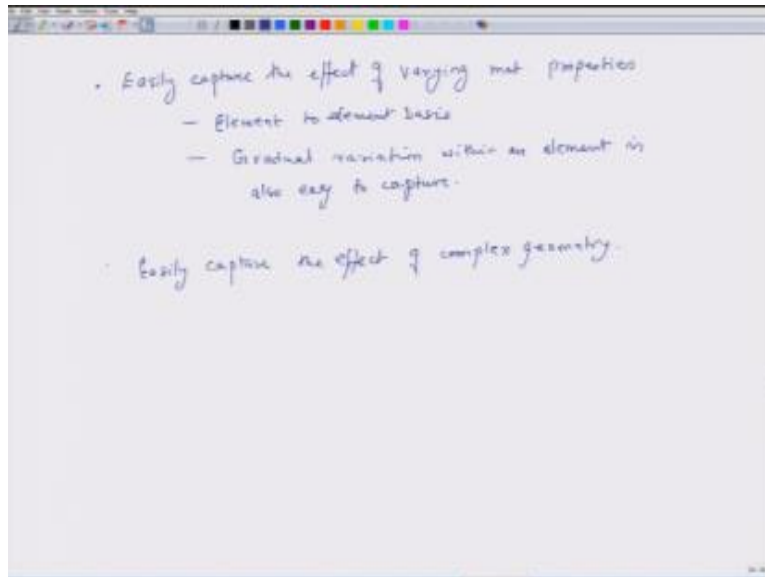 . Easily capture the effect of varying mat properties
- Element to element basis
- Gradual variation within an element is
also easy to capture.
. Easily capture the effect of complex geometry.